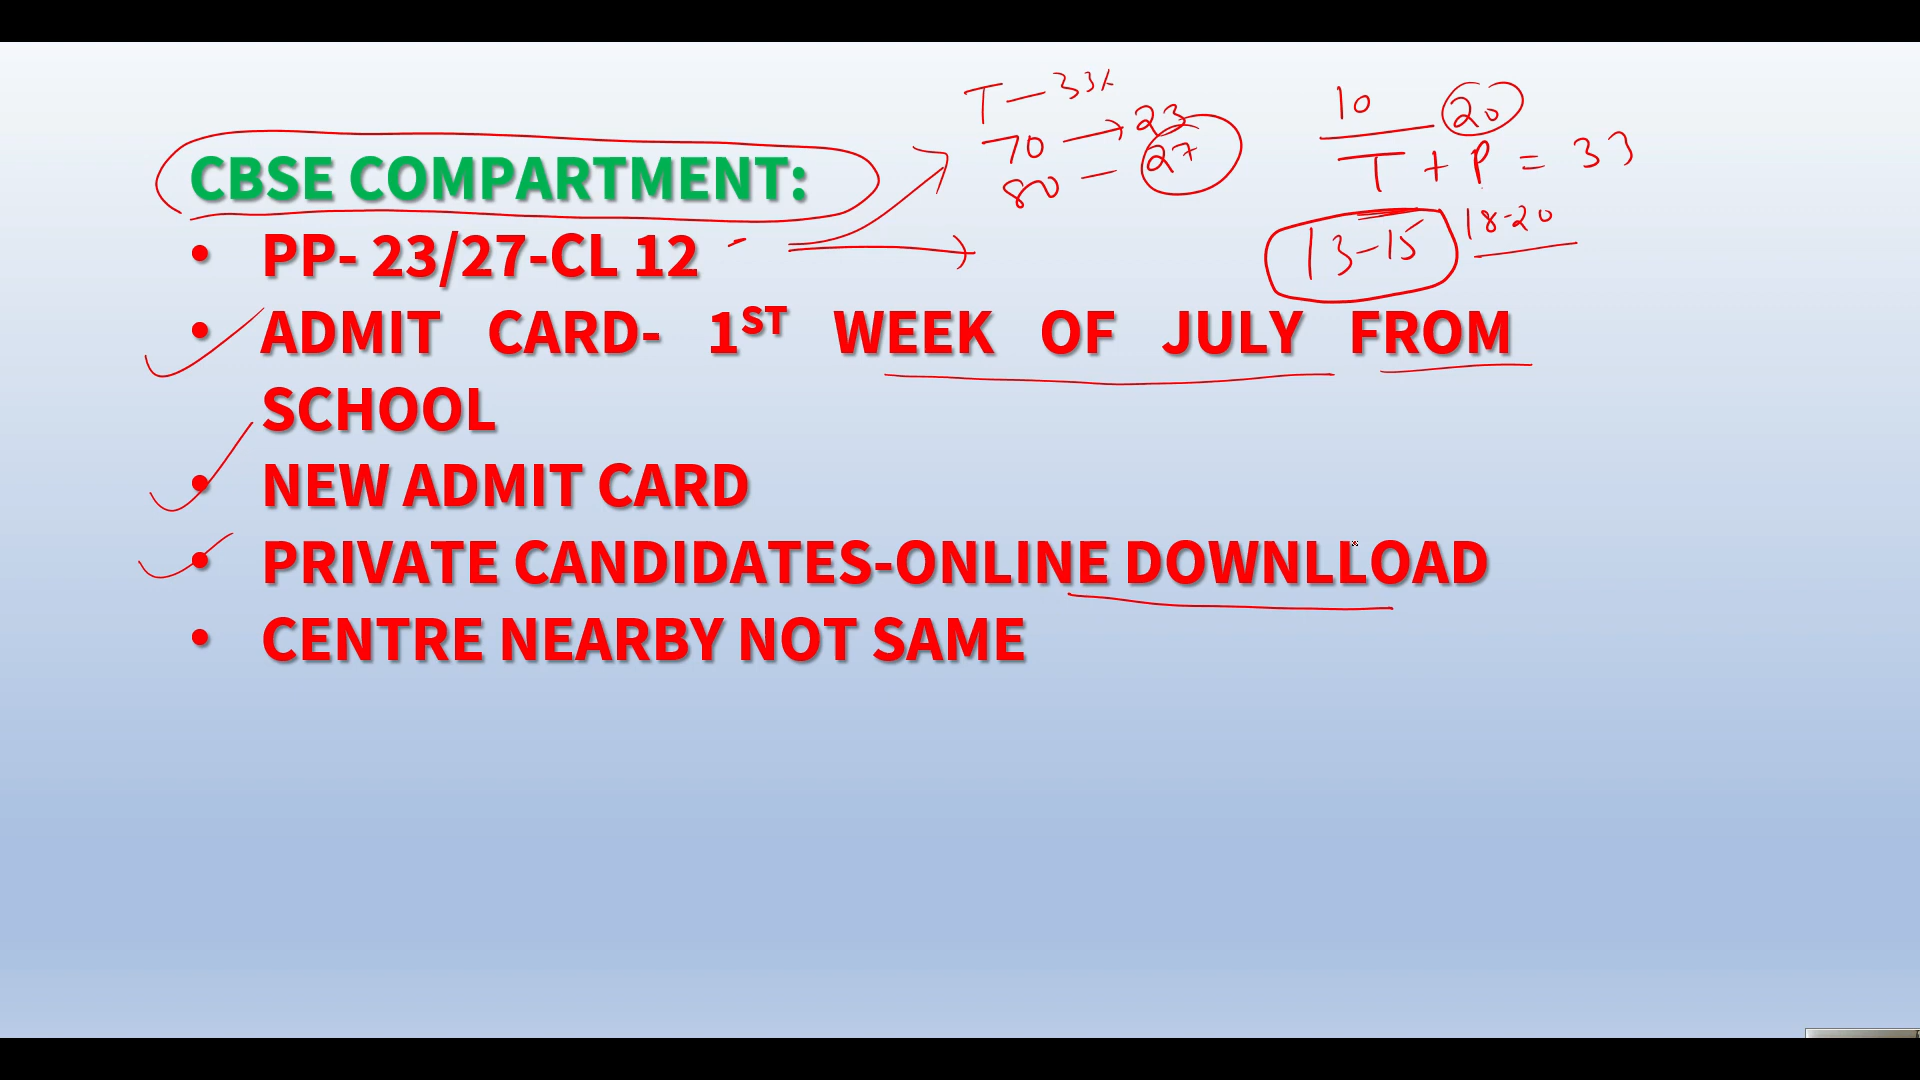 T - 33%
70 → 23
80 - 27
10 20
T + P = 33
13-15 18-20
CBSE COMPARTMENT:
• PP- 23/27-CL 12 -
• ADMIT CARD- 1ST WEEK OF JULY FROM
SCHOOL
• NEW ADMIT CARD
• PRIVATE CANDIDATES-ONLINE DOWNLLOAD
• CENTRE NEARBY NOT SAME